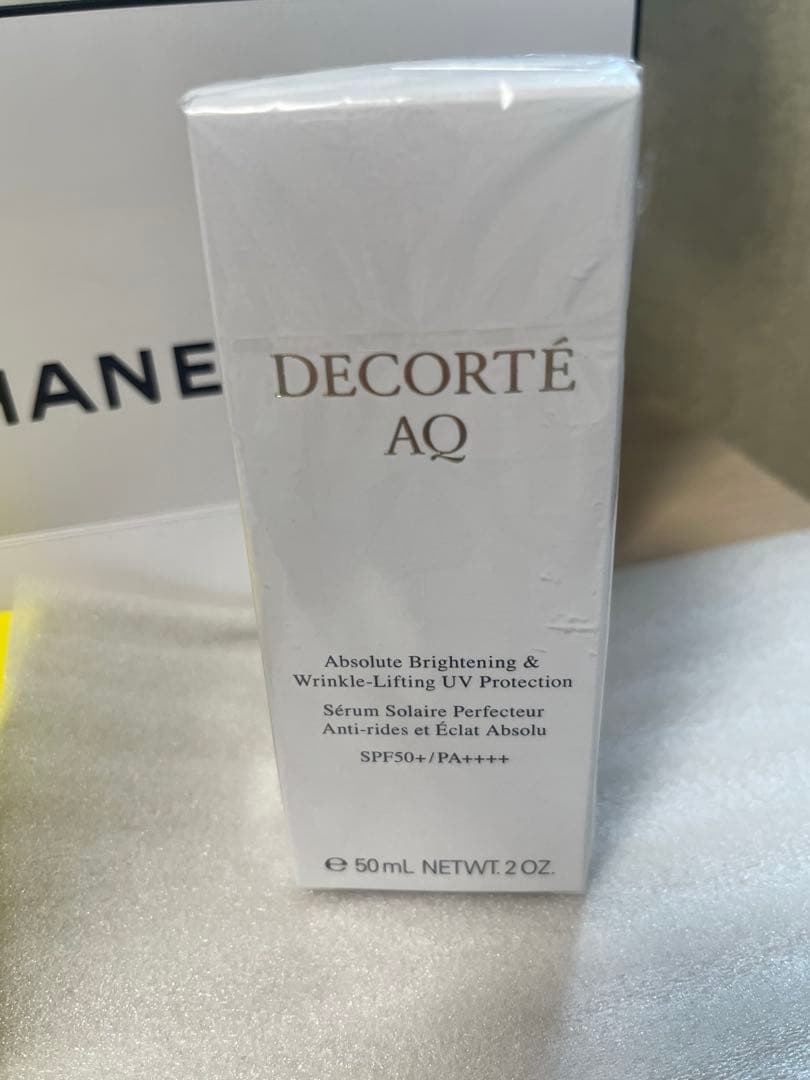 HANE
DECORTÉ
AQ
Absolute Brightening &
Wrinkle-Lifting UV Protection
Sérum Solaire Perfecteur
Anti-rides et Éclat Absolu
SPF50+/PA++++
℮ 50mL NETWT. 2 OZ.